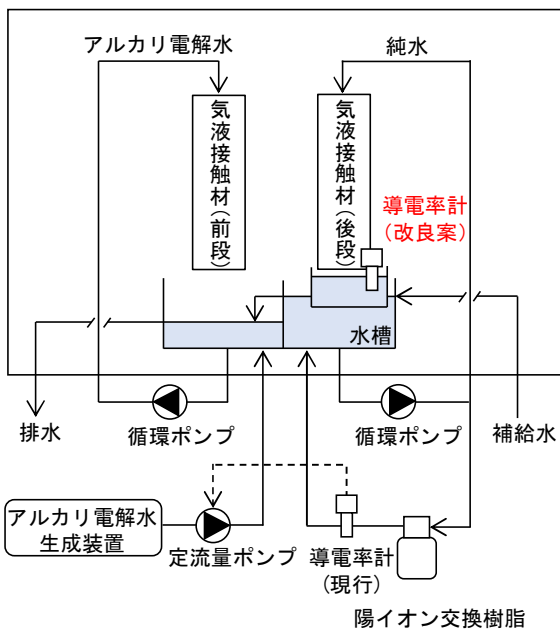 アルカリ電解水
純水
気液接触材(前段)
気液接触材(後段)
導電率計
(改良案)
水槽
排水
循環ポンプ
循環ポンプ
補給水
アルカリ電解水
生成装置
定流量ポンプ
導電率計
(現行)
陽イオン交換樹脂